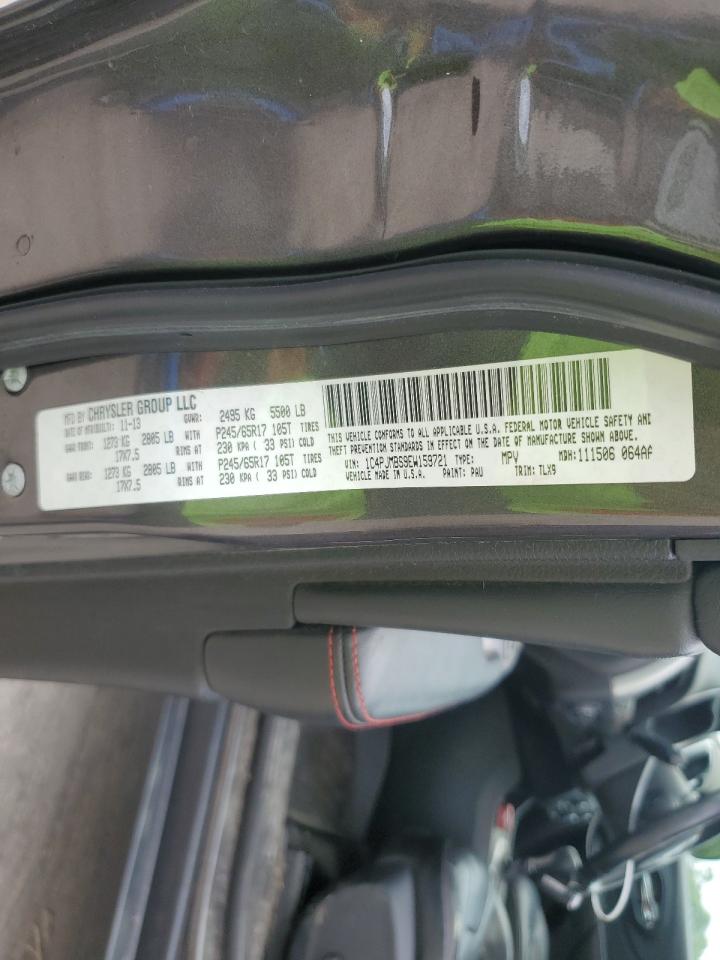 MFD BY CHRYSLER GROUP LLC
DATE OF MFR 11-13 GVWR: 2495 KG 5500 LB
GAWR FRONT: 1273 KG 2805 LB WITH P245/65R17 105T TIRES
17X7.5 RIMS AT 230 KPA ( 33 PSI) COLD
GAWR REAR: 1273 KG 2805 LB WITH P245/65R17 105T TIRES
17X7.5 RIMS AT 230 KPA ( 33 PSI) COLD
THIS VEHICLE CONFORMS TO ALL APPLICABLE U.S.A. FEDERAL MOTOR VEHICLE SAFETY AND
THEFT PREVENTION STANDARDS IN EFFECT ON THE DATE OF MANUFACTURE SHOWN ABOVE.
VIN: 1C4PJMBS9EW159721 TYPE: MPV MDH:111506 064AA
VEHICLE MADE IN U.S.A. PAINT: PAU TRIM: TLX9